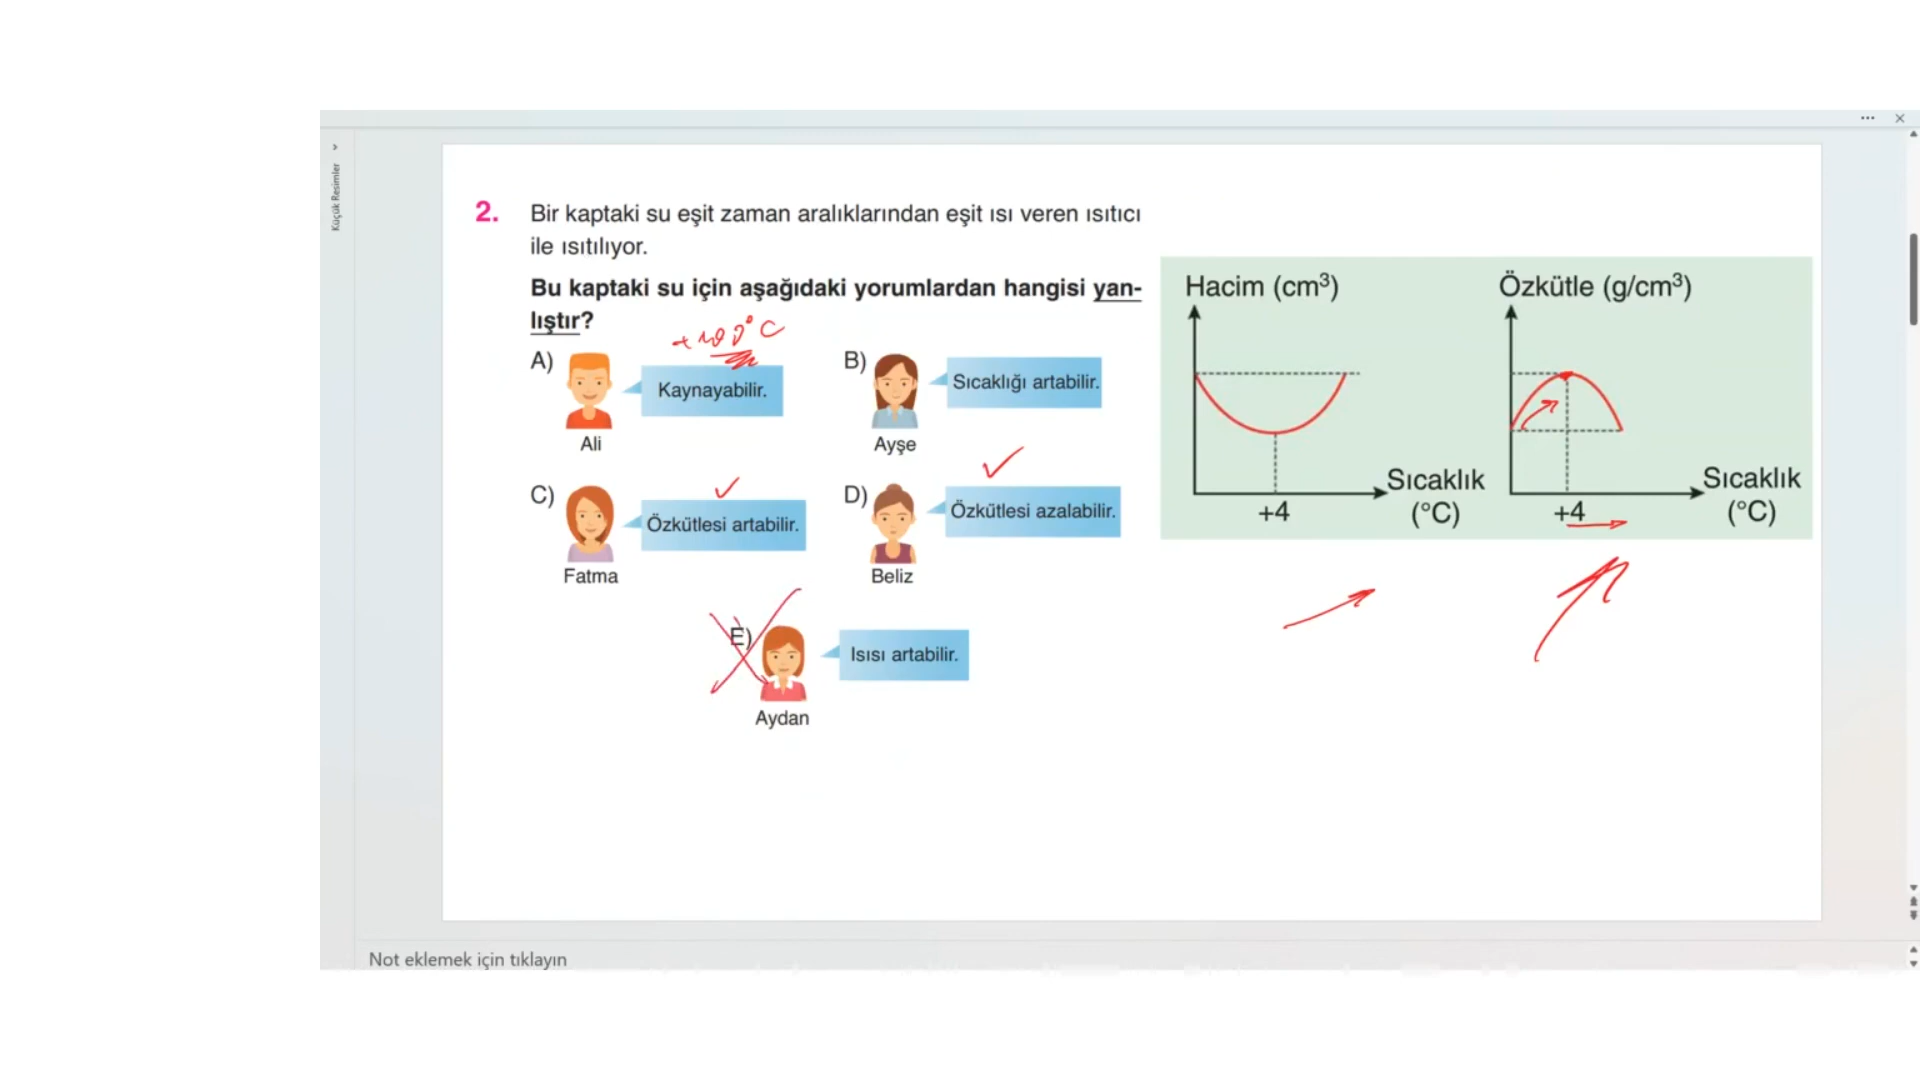 Küçük Resimler
2. Bir kaptaki su eşit zaman aralıklarından eşit ısı veren ısıtıcı
ile ısıtılıyor.
Bu kaptaki su için aşağıdaki yorumlardan hangisi yan-
lıştır?
+100°C
A) Kaynayabilir.
Ali
B) Sıcaklığı artabilir.
Ayşe
C) Özkütlesi artabilir.
Fatma
D) Özkütlesi azalabilir.
Beliz
E) Isısı artabilir.
Aydan
Hacim (cm³)
+4
Sıcaklık
(°C)
Özkütle (g/cm³)
+4
Sıcaklık
(°C)
Not eklemek için tıklayın